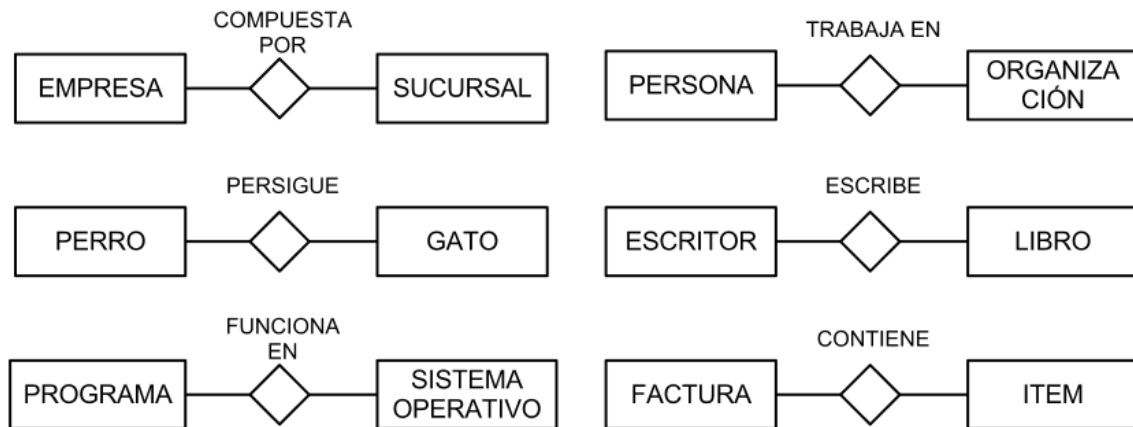 COMPUESTA
POR
EMPRESA
SUCURSAL
TRABAJA EN
PERSONA
ORGANIZA
CIÓN
PERSIGUE
PERRO
GATO
ESCRIBE
ESCRITOR
LIBRO
FUNCIONA
EN
PROGRAMA
SISTEMA
OPERATIVO
CONTIENE
FACTURA
ITEM